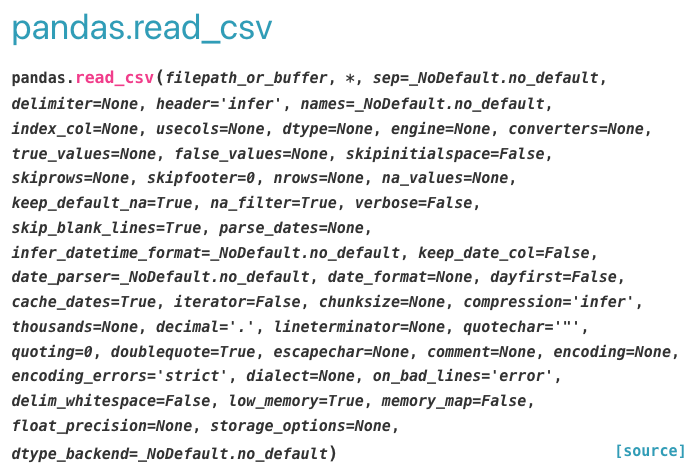 pandas.read_csv
pandas.read_csv(filepath_or_buffer, *, sep=_NoDefault.no_default,
delimiter=None, header='infer', names=_NoDefault.no_default,
index_col=None, usecols=None, dtype=None, engine=None, converters=None,
true_values=None, false_values=None, skipinitialspace=False,
skiprows=None, skipfooter=0, nrows=None, na_values=None,
keep_default_na=True, na_filter=True, verbose=False,
skip_blank_lines=True, parse_dates=None,
infer_datetime_format=_NoDefault.no_default, keep_date_col=False,
date_parser=_NoDefault.no_default, date_format=None, dayfirst=False,
cache_dates=True, iterator=False, chunksize=None, compression='infer',
thousands=None, decimal='.', lineterminator=None, quotechar='"',
quoting=0, doublequote=True, escapechar=None, comment=None, encoding=None,
encoding_errors='strict', dialect=None, on_bad_lines='error',
delim_whitespace=False, low_memory=True, memory_map=False,
float_precision=None, storage_options=None,
dtype_backend=_NoDefault.no_default) [source]